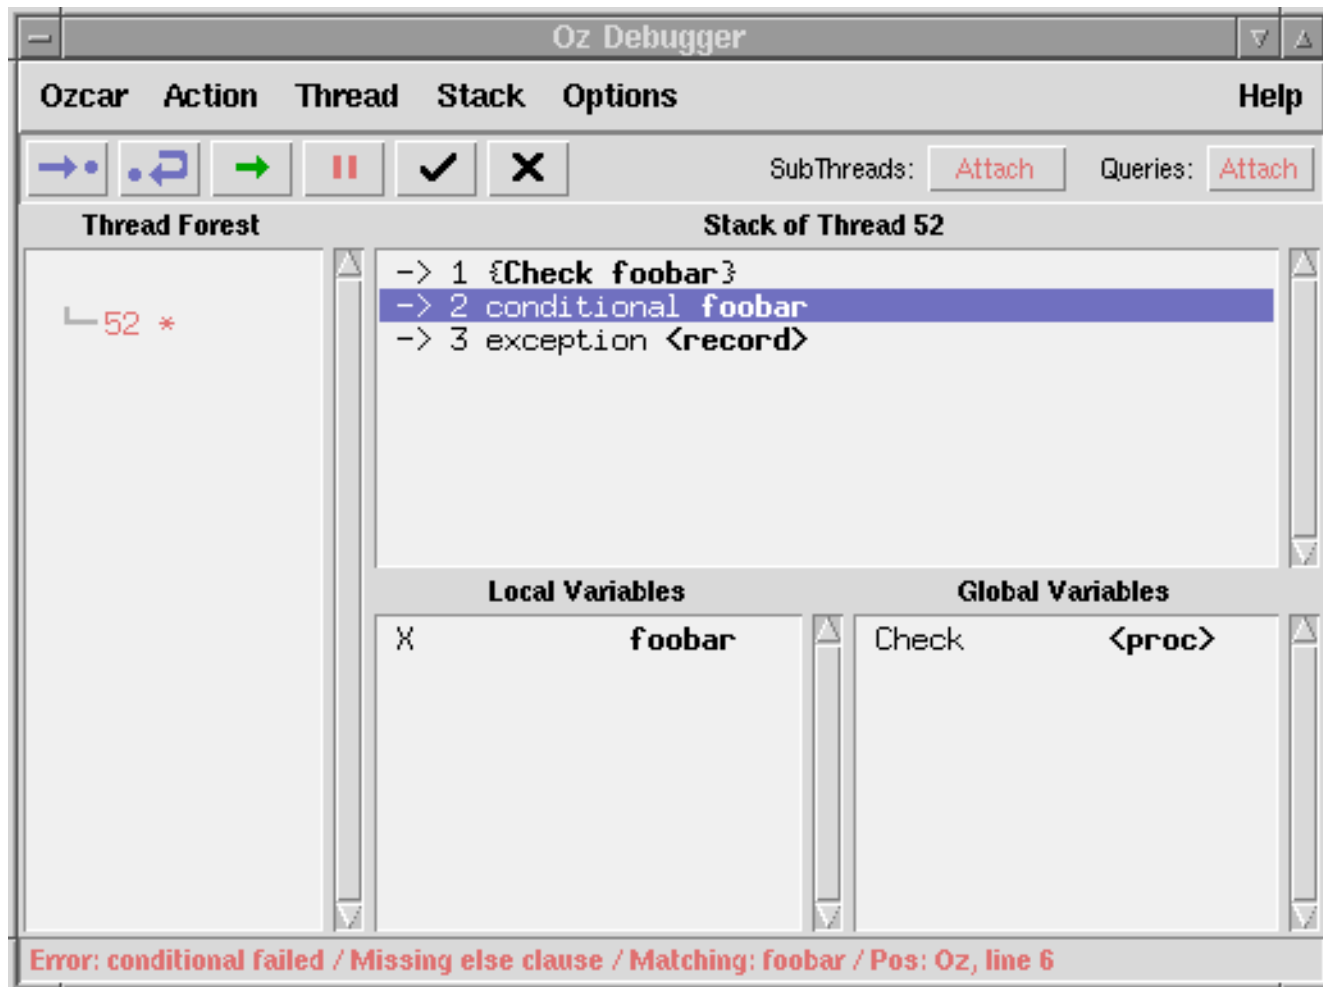 Oz Debugger
Ozcar Action Thread Stack Options Help
SubThreads: Attach Queries: Attach
Thread Forest
52 *
Stack of Thread 52
-> 1 {Check foobar}
-> 2 conditional foobar
-> 3 exception <record>
Local Variables
X foobar
Global Variables
Check <proc>
Error: conditional failed / Missing else clause / Matching: foobar / Pos: Oz, line 6